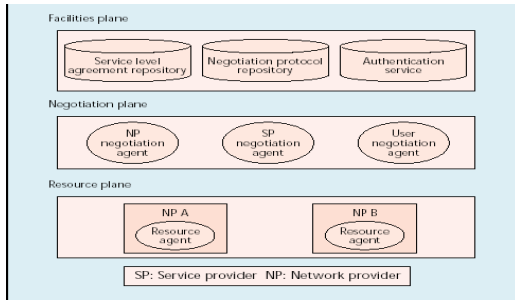 Facilities plane
Service level
agreement repository
Negotiation protocol
repository
Authentication
service
Negotiation plane
NP
negotiation
agent
SP
negotiation
agent
User
negotiation
agent
Resource plane
NP A
Resource
agent
NP B
Resource
agent
SP: Service provider NP: Network provider